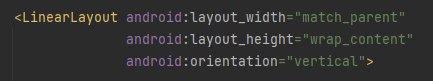 <LinearLayout android:layout_width="match_parent"
android:layout_height="wrap_content"
android:orientation="vertical">